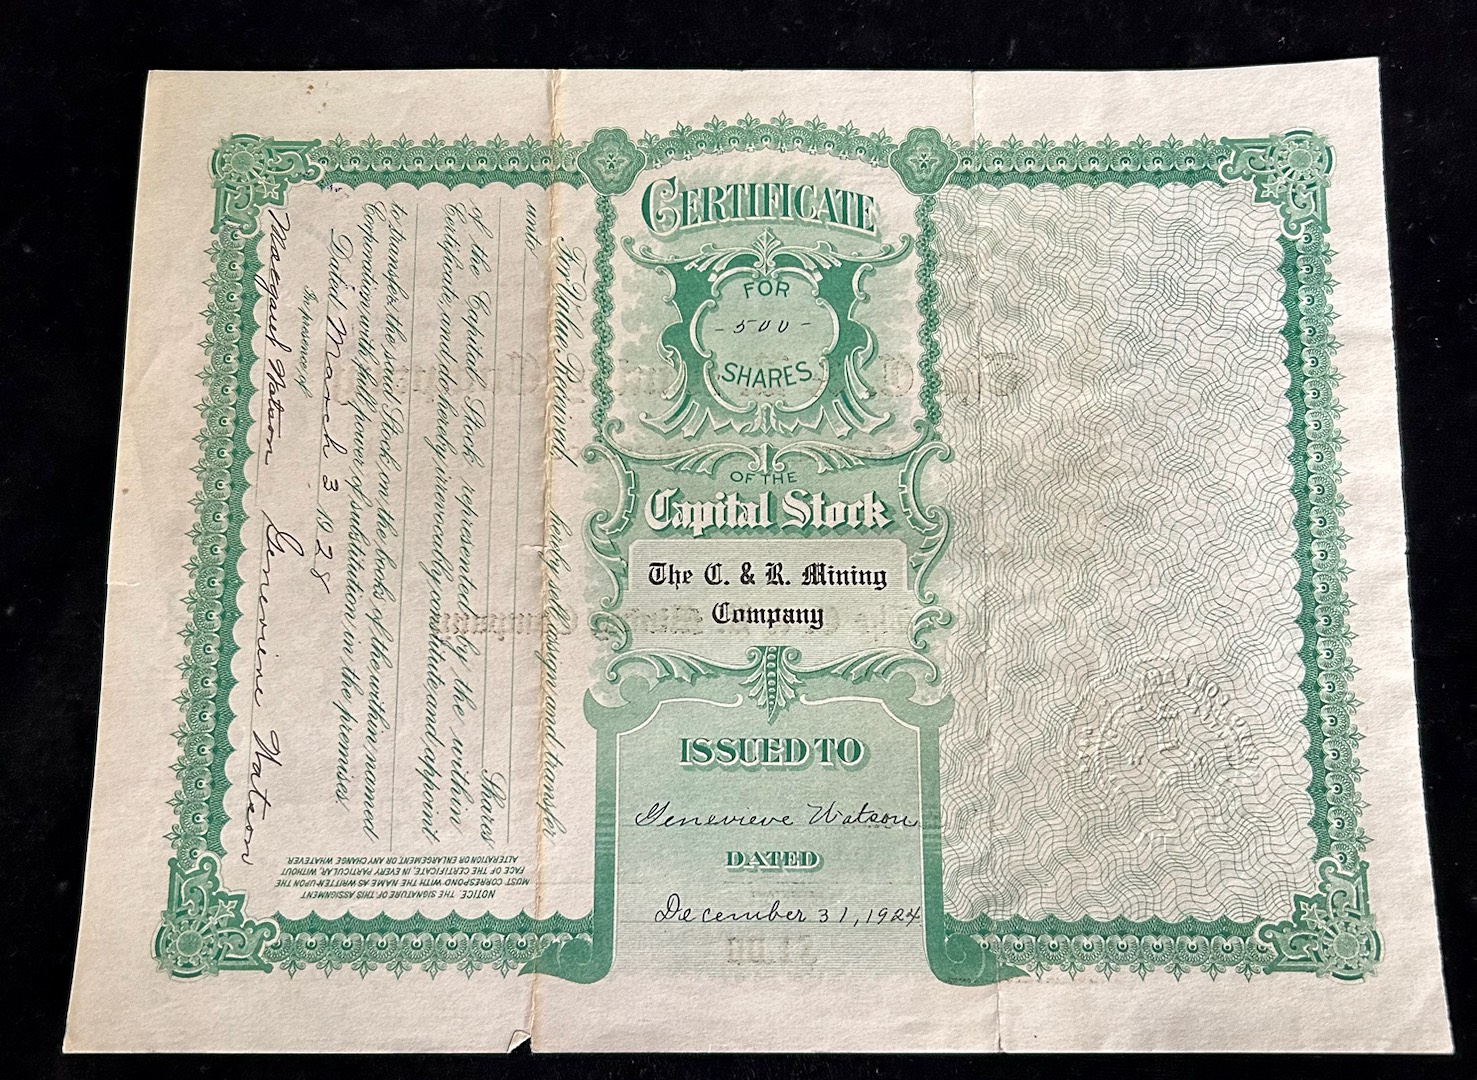 CERTIFICATE
FOR
- 500 -
SHARES
OF THE
Capital Stock
The C. & R. Mining
Company
ISSUED TO
Genevieve Watson
DATED
December 31, 1924
For Value Received, hereby sell, assign and transfer
unto
Shares
of the Capital Stock represented by the within
Certificate, and do hereby irrevocably constitute and appoint
to transfer the said Stock on the books of the within named
Corporation with full power of substitution in the premises.
Dated March 3 1928
In presence of
Margaret Watson Genevieve Watson
NOTICE. THE SIGNATURE OF THIS ASSIGNMENT
MUST CORRESPOND WITH THE NAME AS WRITTEN UPON THE
FACE OF THE CERTIFICATE, IN EVERY PARTICULAR, WITHOUT
ALTERATION OR ENLARGEMENT, OR ANY CHANGE WHATEVER